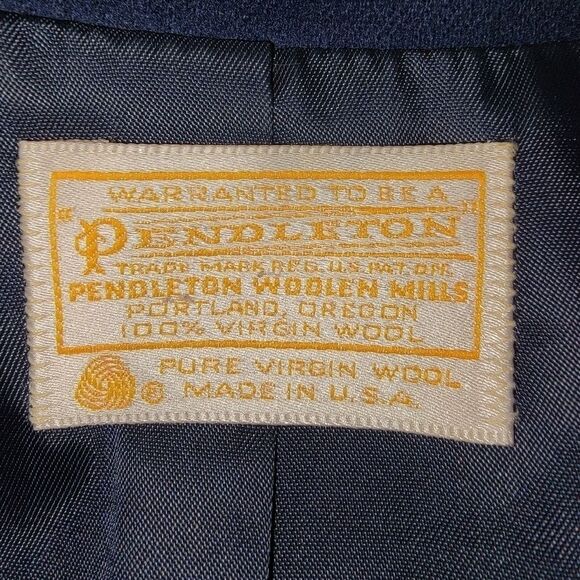 WARRANTED TO BE A
"PENDLETON"
TRADE MARK REG. U.S. PAT. OFF.
PENDLETON WOOLEN MILLS
PORTLAND, OREGON
100% VIRGIN WOOL
PURE VIRGIN WOOL
® MADE IN U.S.A.